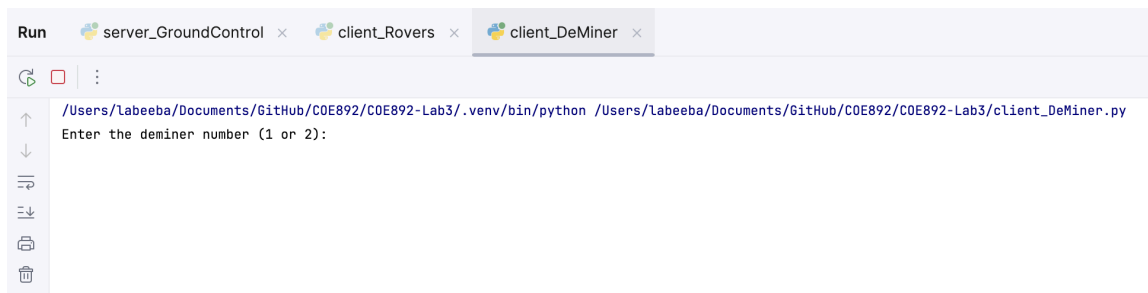 Run server_GroundControl × client_Rovers × client_DeMiner ×
/Users/labeeba/Documents/GitHub/COE892/COE892-Lab3/.venv/bin/python /Users/labeeba/Documents/GitHub/COE892/COE892-Lab3/client_DeMiner.py
Enter the deminer number (1 or 2):